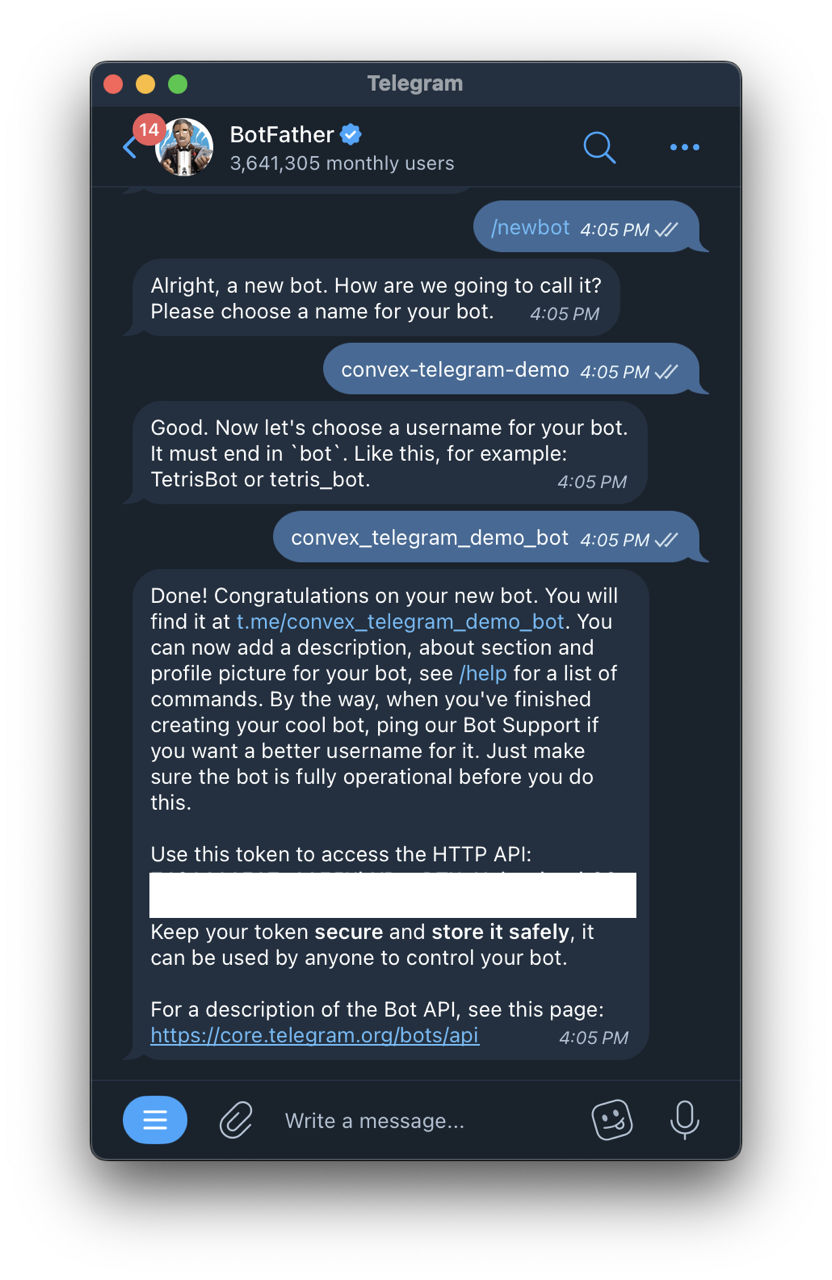 Telegram
14
BotFather
3,641,305 monthly users
/newbot 4:05 PM
Alright, a new bot. How are we going to call it?
Please choose a name for your bot. 4:05 PM
convex-telegram-demo 4:05 PM
Good. Now let's choose a username for your bot.
It must end in `bot`. Like this, for example:
TetrisBot or tetris_bot. 4:05 PM
convex_telegram_demo_bot 4:05 PM
Done! Congratulations on your new bot. You will
find it at t.me/convex_telegram_demo_bot. You
can now add a description, about section and
profile picture for your bot, see /help for a list of
commands. By the way, when you've finished
creating your cool bot, ping our Bot Support if
you want a better username for it. Just make
sure the bot is fully operational before you do
this.
Use this token to access the HTTP API:
Keep your token secure and store it safely, it
can be used by anyone to control your bot.
For a description of the Bot API, see this page:
https://core.telegram.org/bots/api 4:05 PM
Write a message...